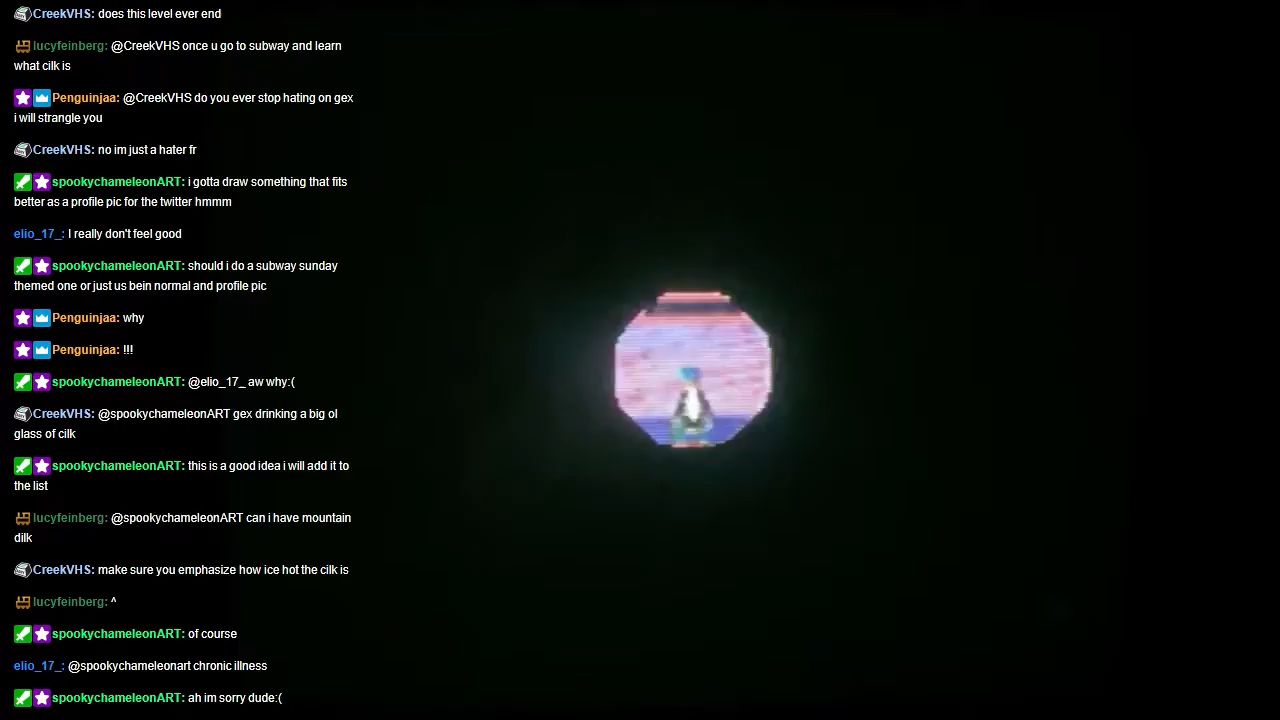 CreekVHS: does this level ever end
lucyfeinberg: @CreekVHS once u go to subway and learn
what cilk is
Penguinjaa: @CreekVHS do you ever stop hating on gex
i will strangle you
CreekVHS: no im just a hater fr
spookychameleonART: i gotta draw something that fits
better as a profile pic for the twitter hmmm
elio_17_: I really don't feel good
spookychameleonART: should i do a subway sunday
themed one or just us bein normal and profile pic
Penguinjaa: why
Penguinjaa: !!!
spookychameleonART: @elio_17_ aw why:(
CreekVHS: @spookychameleonART gex drinking a big ol
glass of cilk
spookychameleonART: this is a good idea i will add it to
the list
lucyfeinberg: @spookychameleonART can i have mountain
dilk
CreekVHS: make sure you emphasize how ice hot the cilk is
lucyfeinberg: ^
spookychameleonART: of course
elio_17_: @spookychameleonart chronic illness
spookychameleonART: ah im sorry dude:(